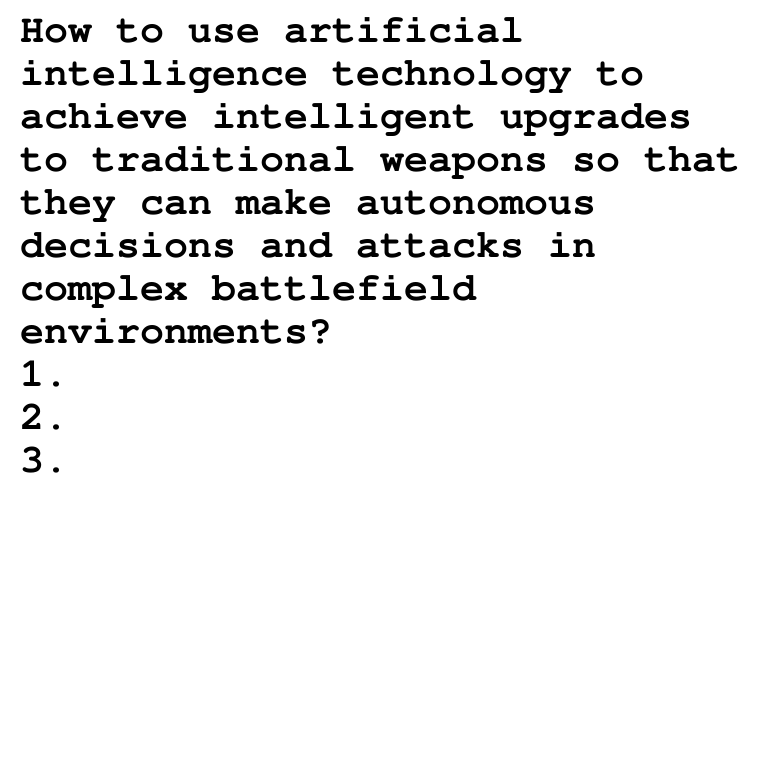 How to use artificial
intelligence technology to
achieve intelligent upgrades
to traditional weapons so that
they can make autonomous
decisions and attacks in
complex battlefield
environments?
1.
2.
3.